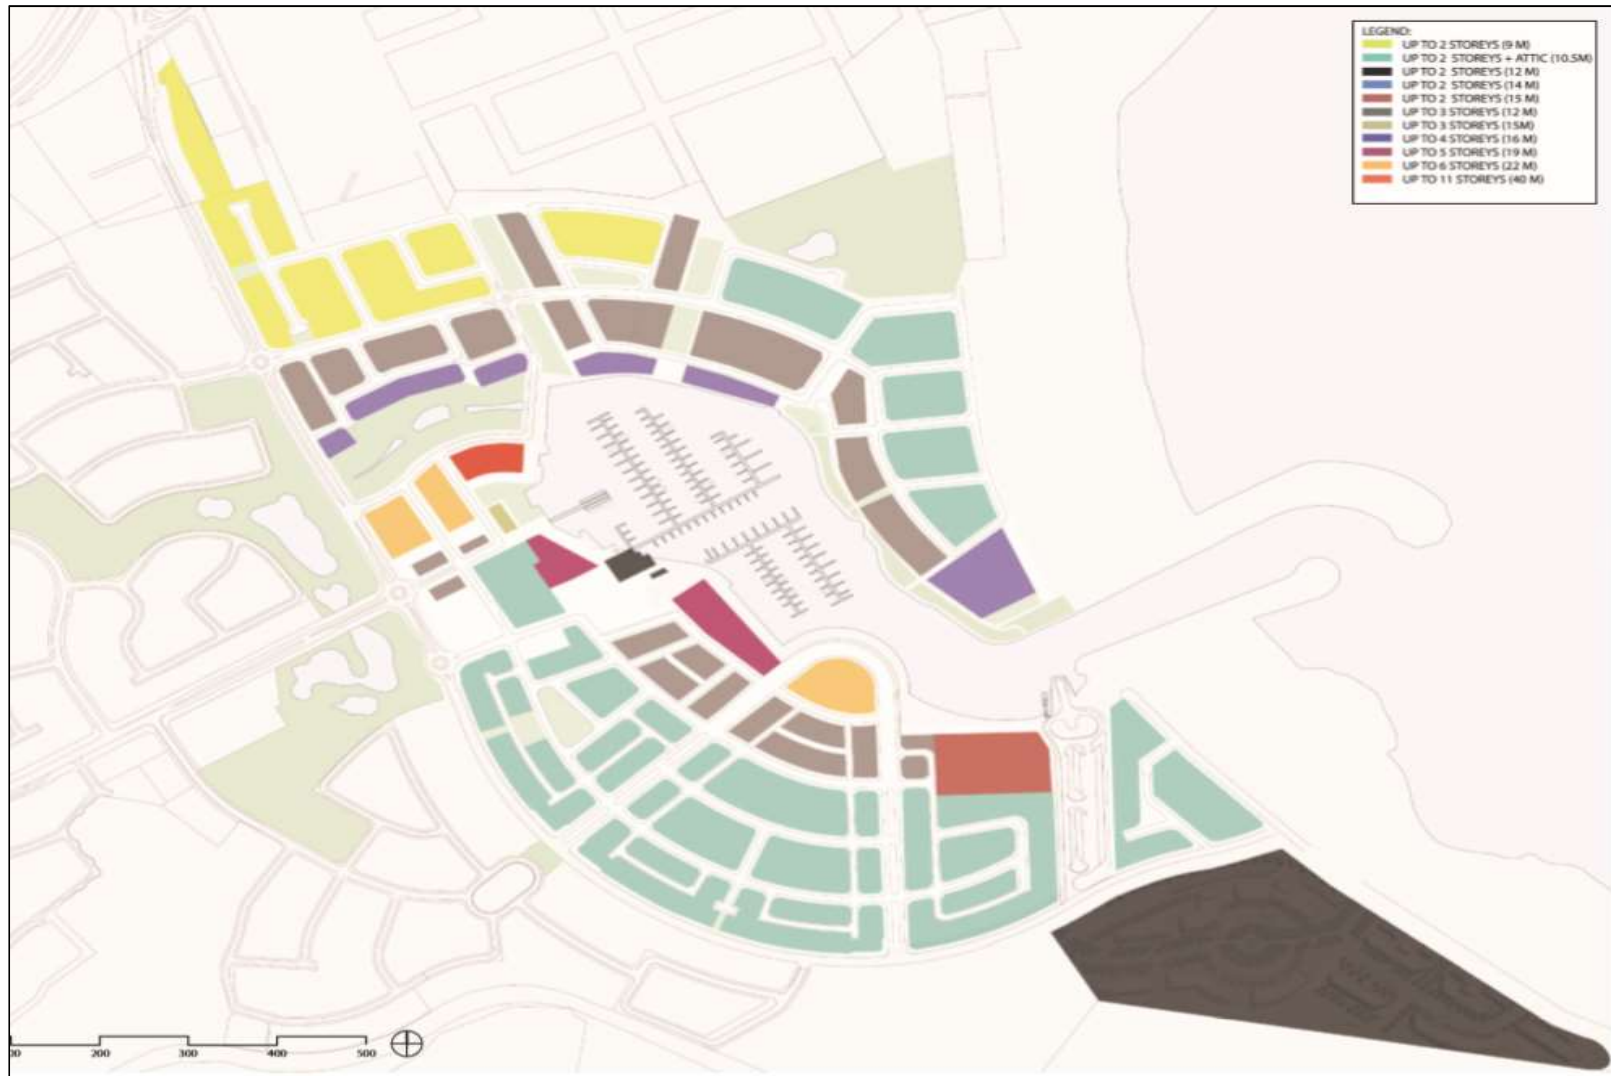 LEGEND:
UP TO 2 STOREYS (9 M)
UP TO 2 STOREYS + ATTIC (10.5M)
UP TO 2 STOREYS (12 M)
UP TO 2 STOREYS (14 M)
UP TO 2 STOREYS (15 M)
UP TO 3 STOREYS (12 M)
UP TO 3 STOREYS (15M)
UP TO 4 STOREYS (16 M)
UP TO 5 STOREYS (19 M)
UP TO 6 STOREYS (22 M)
UP TO 11 STOREYS (40 M)
200 300 400 500